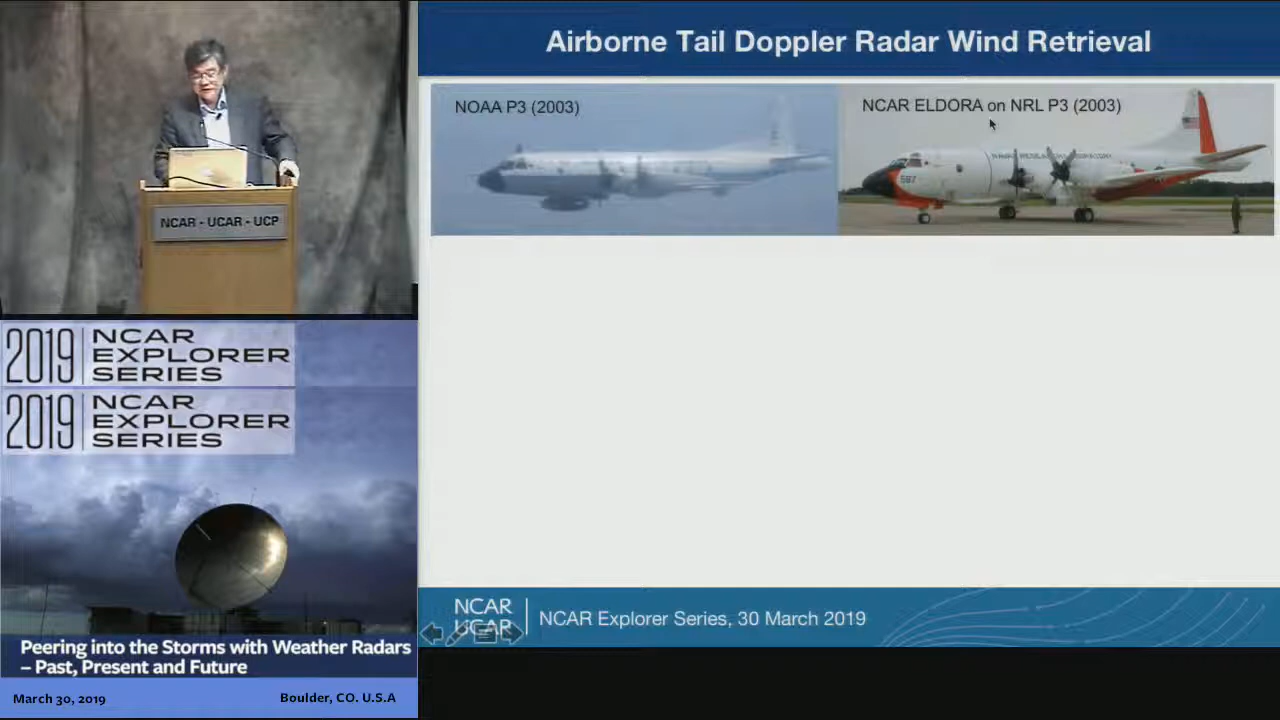 NCAR - UCAR - UCP
2019 NCAR
EXPLORER
SERIES
2019 NCAR
EXPLORER
SERIES
Peering into the Storms with Weather Radars
– Past, Present and Future
March 30, 2019
Boulder, CO. U.S.A
Airborne Tail Doppler Radar Wind Retrieval
NOAA P3 (2003)
NCAR ELDORA on NRL P3 (2003)
587
NCAR
UCAR
NCAR Explorer Series, 30 March 2019